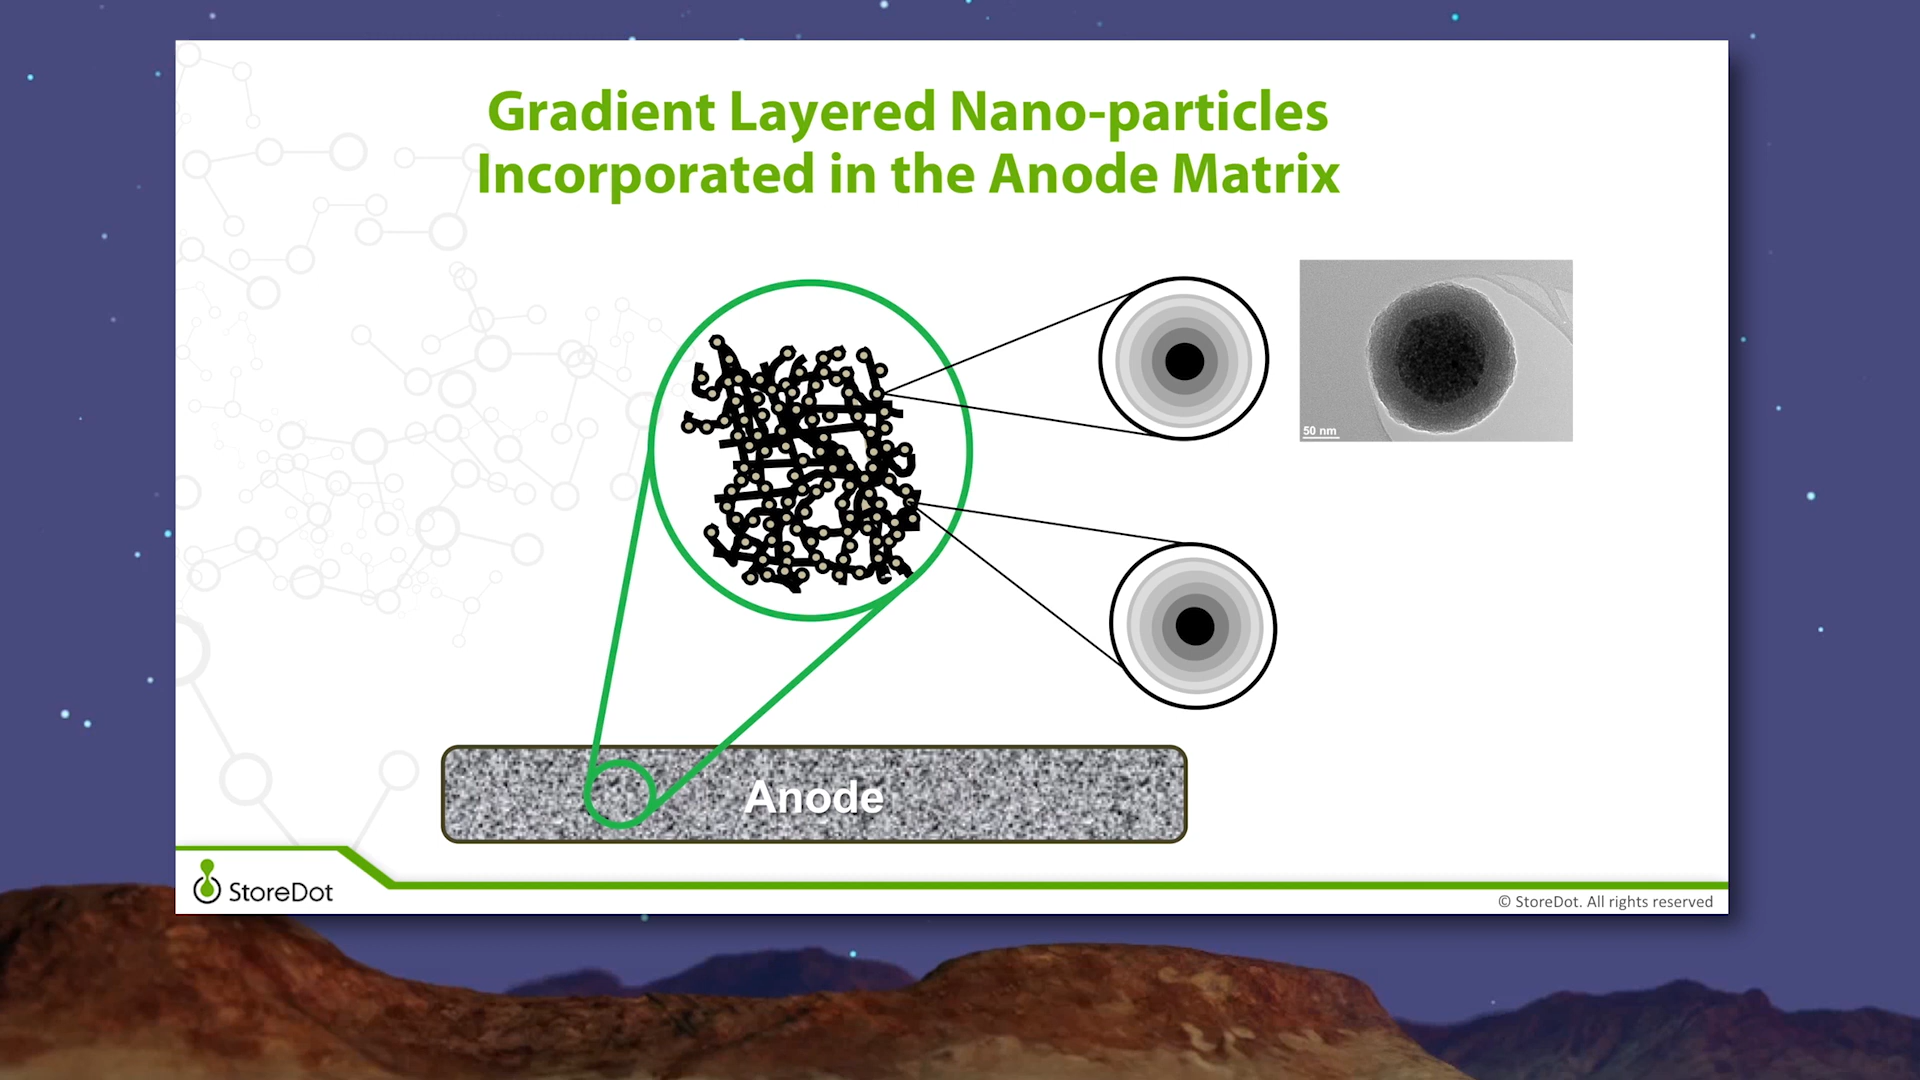 Gradient Layered Nano-particles
Incorporated in the Anode Matrix
50 nm
Anode
StoreDot
© StoreDot. All rights reserved